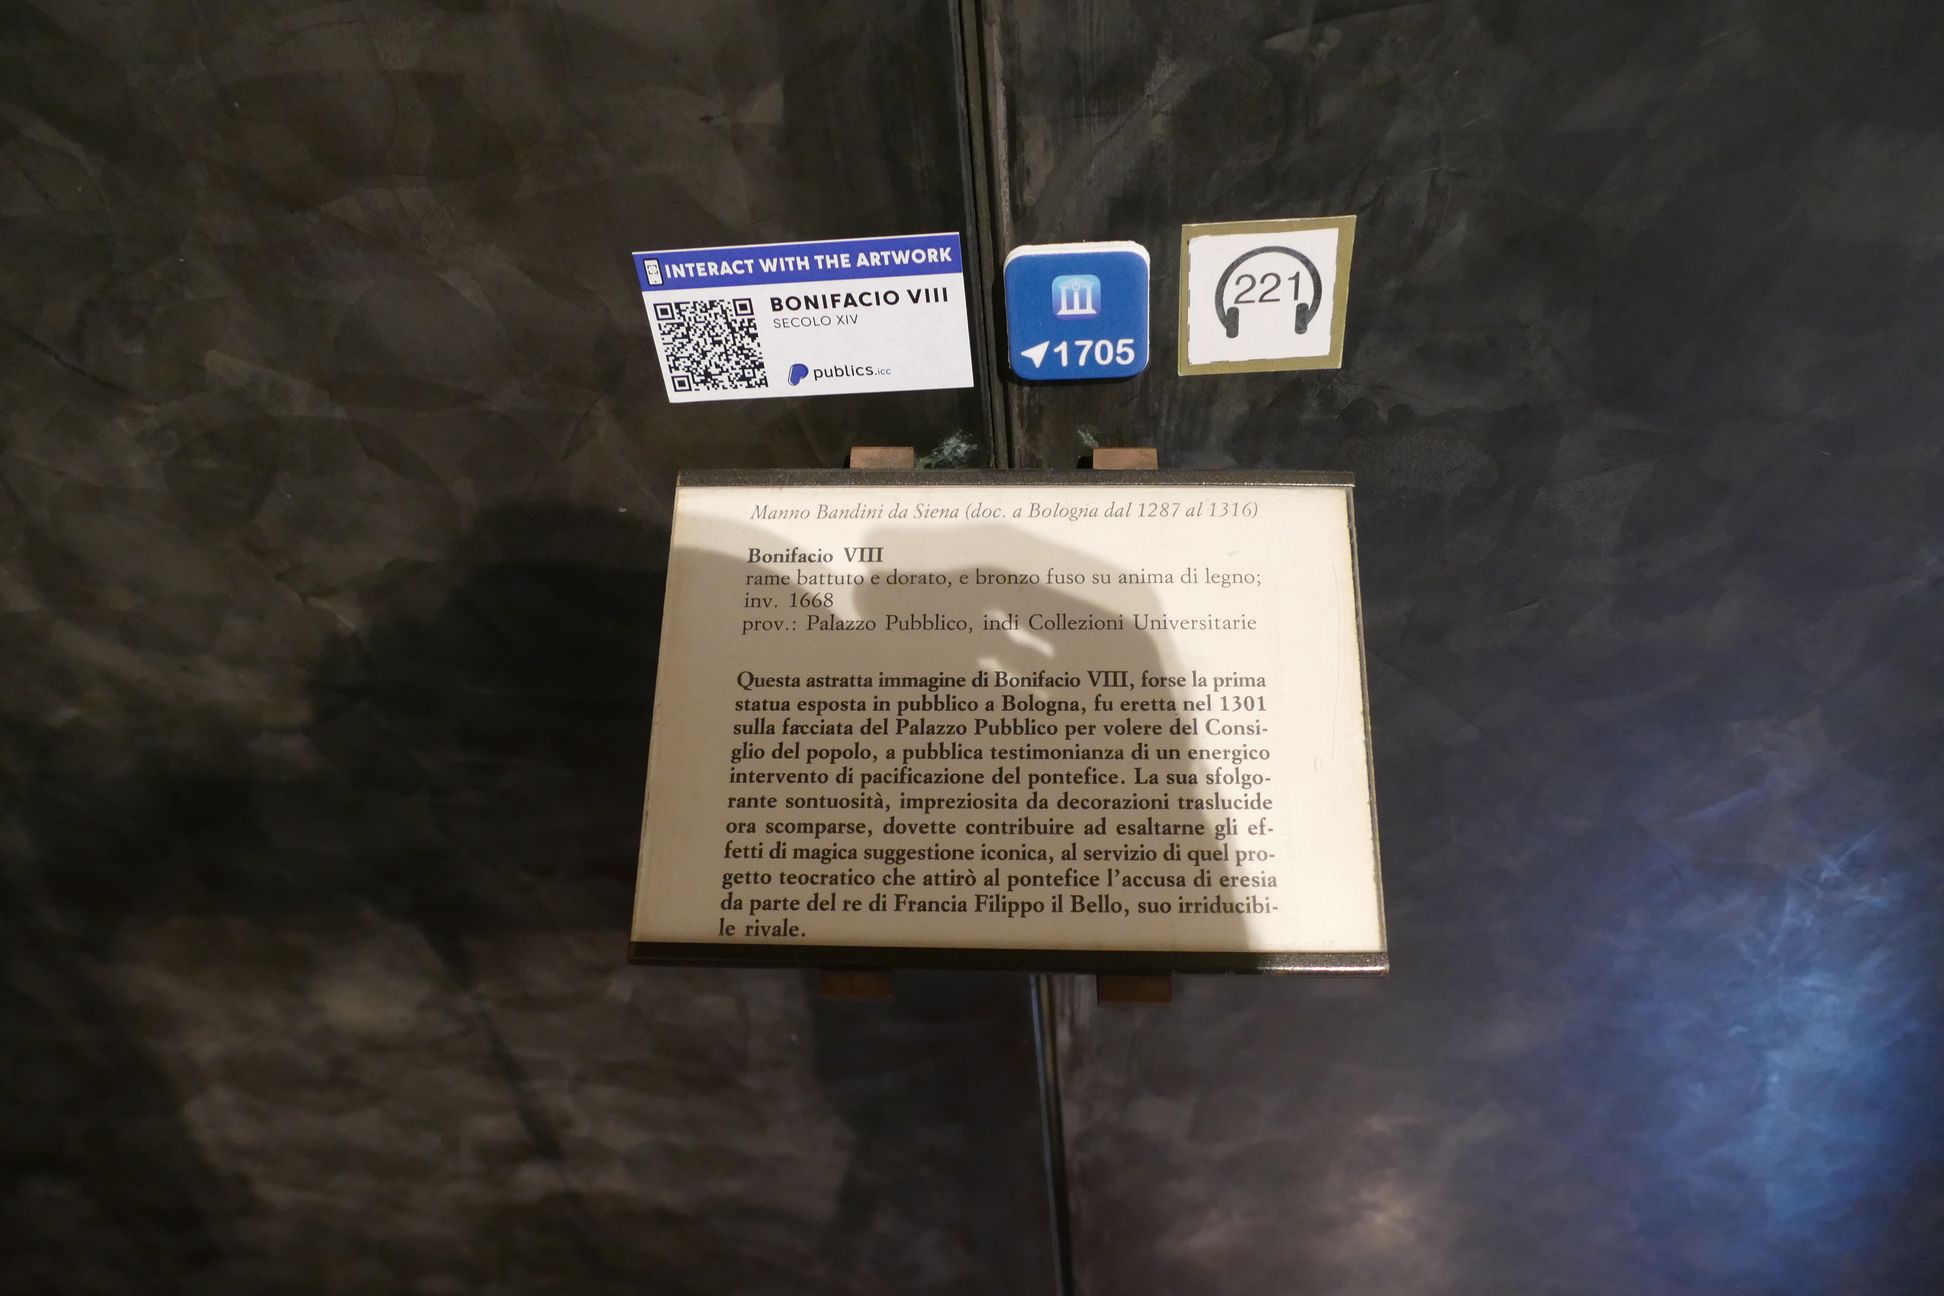 INTERACT WITH THE ARTWORK
BONIFACIO VIII
SECOLO XIV
publics.icc
1705
221
Manno Bandini da Siena (doc. a Bologna dal 1287 al 1316)
Bonifacio VIII
rame battuto e dorato, e bronzo fuso su anima di legno;
inv. 1668
prov.: Palazzo Pubblico, indi Collezioni Universitarie
Questa astratta immagine di Bonifacio VIII, forse la prima
statua esposta in pubblico a Bologna, fu eretta nel 1301
sulla facciata del Palazzo Pubblico per volere del Consi-
glio del popolo, a pubblica testimonianza di un energico
intervento di pacificazione del pontefice. La sua sfolgo-
rante sontuosità, impreziosita da decorazioni traslucide
ora scomparse, dovette contribuire ad esaltarne gli ef-
fetti di magica suggestione iconica, al servizio di quel pro-
getto teocratico che attirò al pontefice l'accusa di eresia
da parte del re di Francia Filippo il Bello, suo irriducibi-
le rivale.